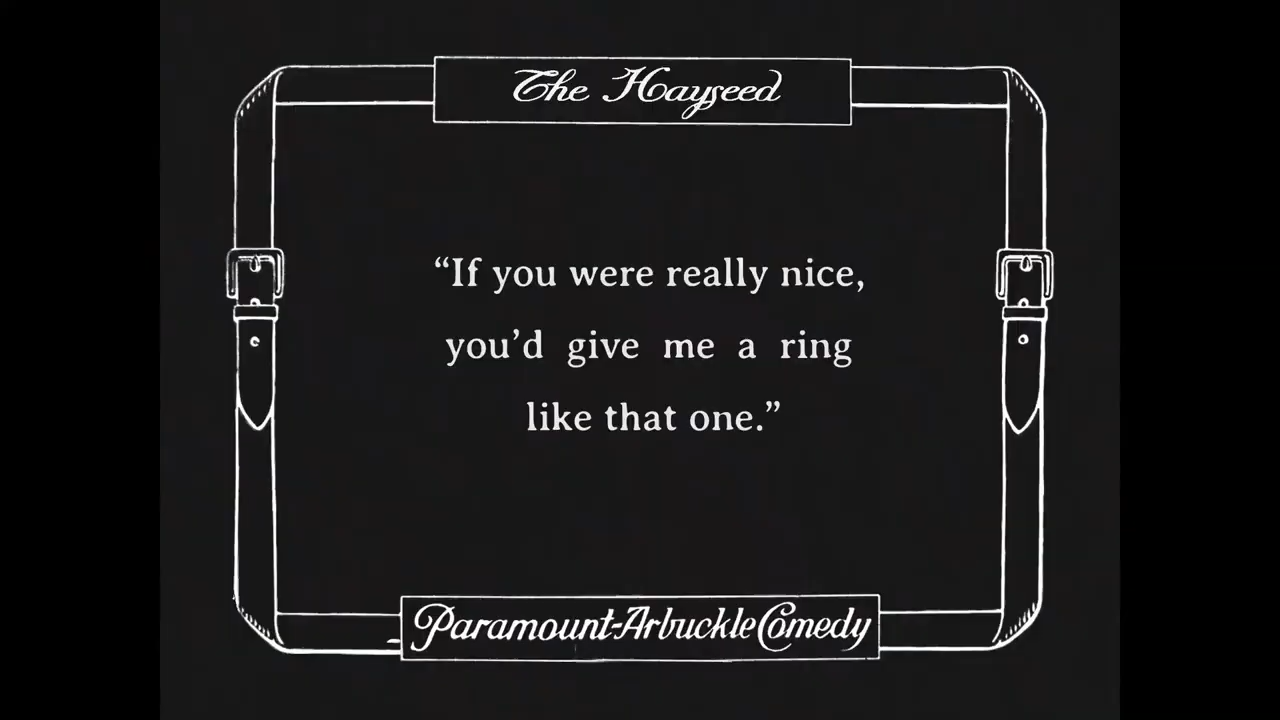 The Hayseed
“If you were really nice,
you’d give me a ring
like that one.”
Paramount-Arbuckle Comedy